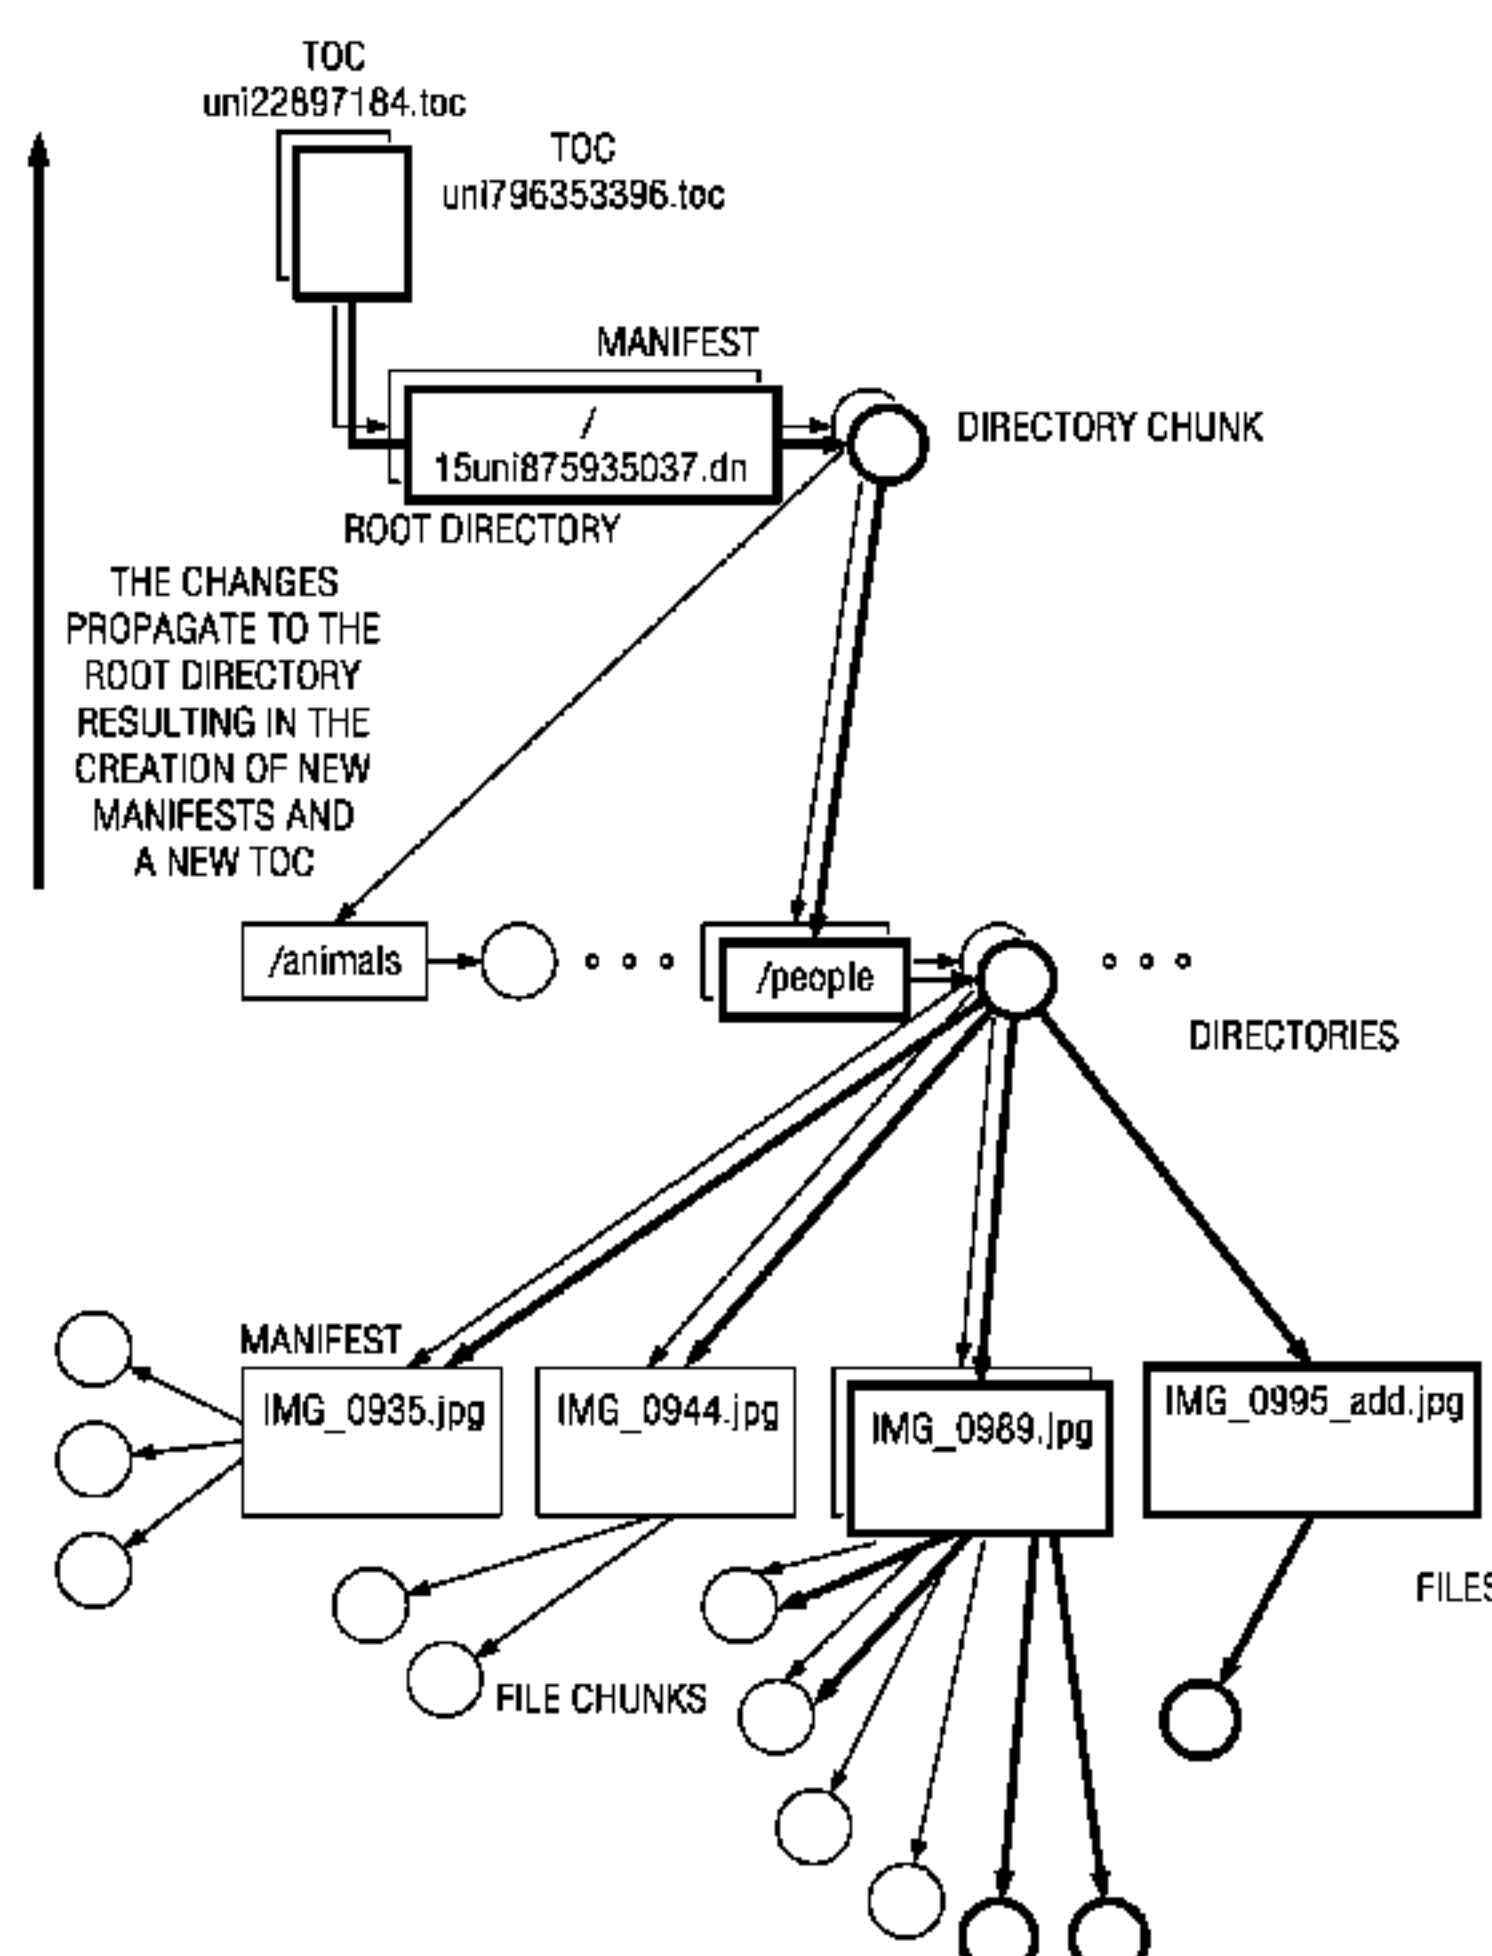 TOC
uni22897184.toc
TOC
uni796353396.toc
MANIFEST
/
15uni875935037.dn
DIRECTORY CHUNK
ROOT DIRECTORY
THE CHANGES
PROPAGATE TO THE
ROOT DIRECTORY
RESULTING IN THE
CREATION OF NEW
MANIFESTS AND
A NEW TOC
/animals
/people
DIRECTORIES
MANIFEST
IMG_0935.jpg
IMG_0944.jpg
IMG_0989.jpg
IMG_0995_add.jpg
FILES
FILE CHUNKS